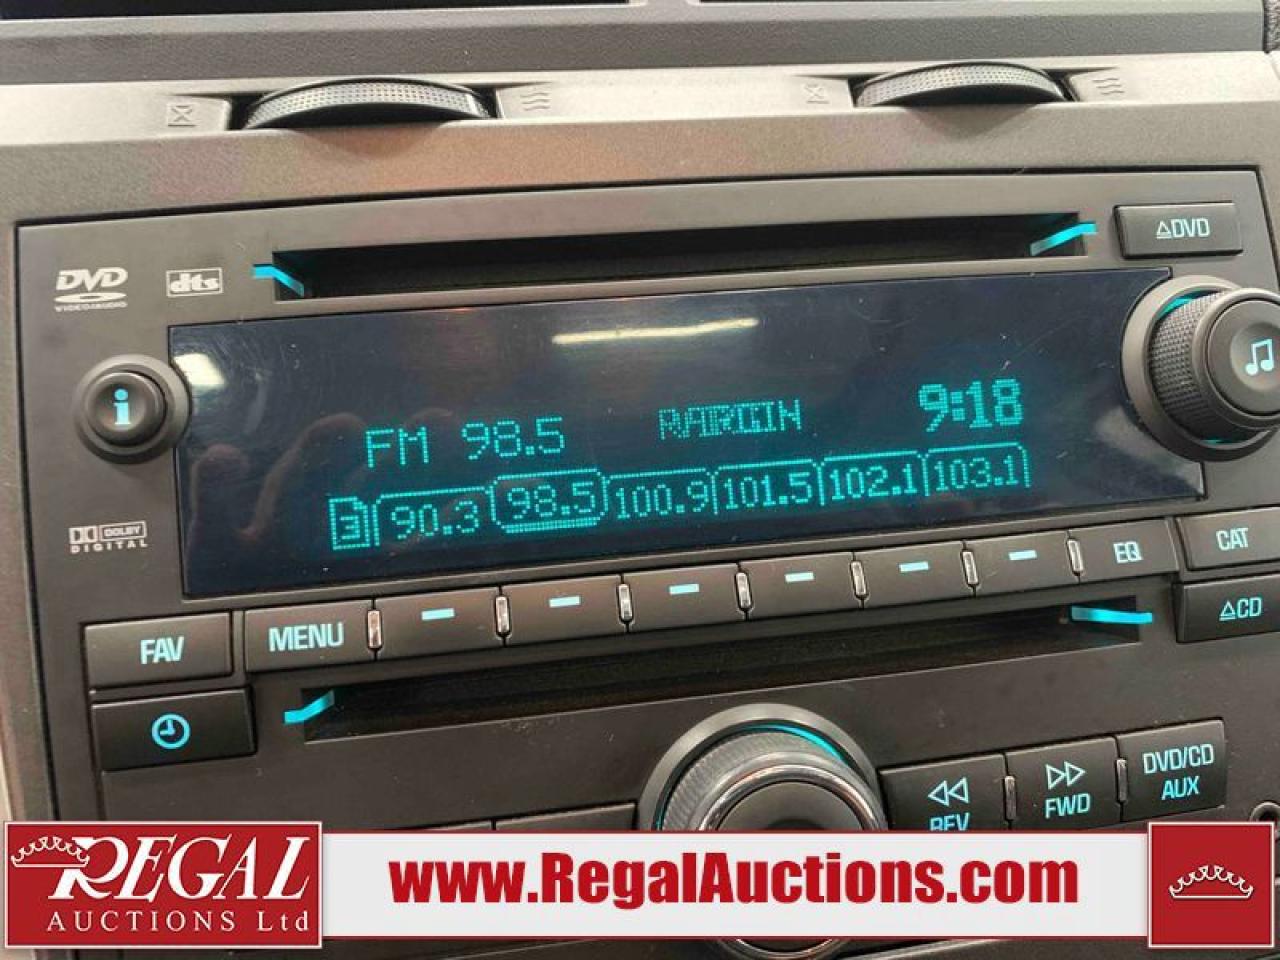 DVD
VIDEO/AUDIO
dts
△DVD
i
FM 98.5
9:18
3 90.3 98.5 100.9 101.5 102.1 103.1
DOLBY
DIGITAL
FAV
MENU
EQ
CAT
△CD
REV
FWD
DVD/CD
AUX
REGAL
AUCTIONS Ltd
www.RegalAuctions.com